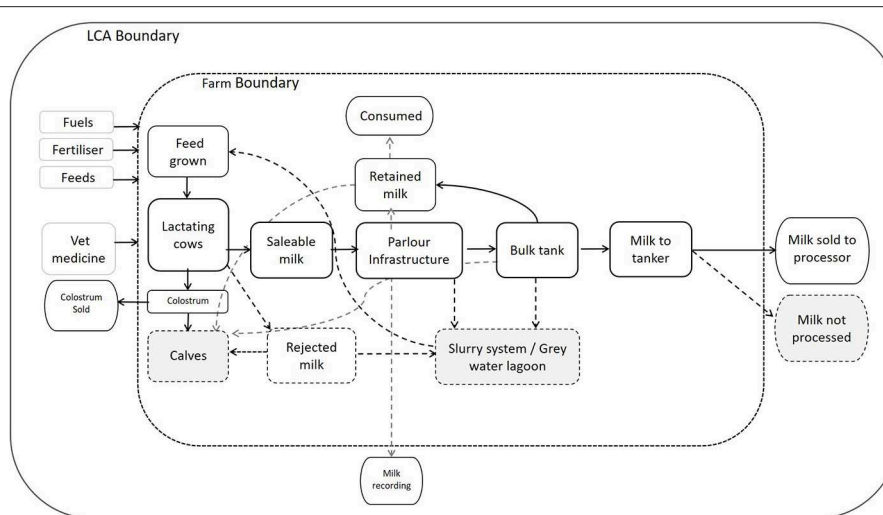 LCA Boundary
Farm Boundary
Fuels
Fertiliser
Feeds
Vet
medicine
Colostrum
Sold
Feed
grown
Lactating
cows
Colostrum
Calves
Saleable
milk
Rejected
milk
Consumed
Retained
milk
Parlour
Infrastructure
Milk
recording
Bulk tank
Slurry system / Grey
water lagoon
Milk to
tanker
Milk sold to
processor
Milk not
processed